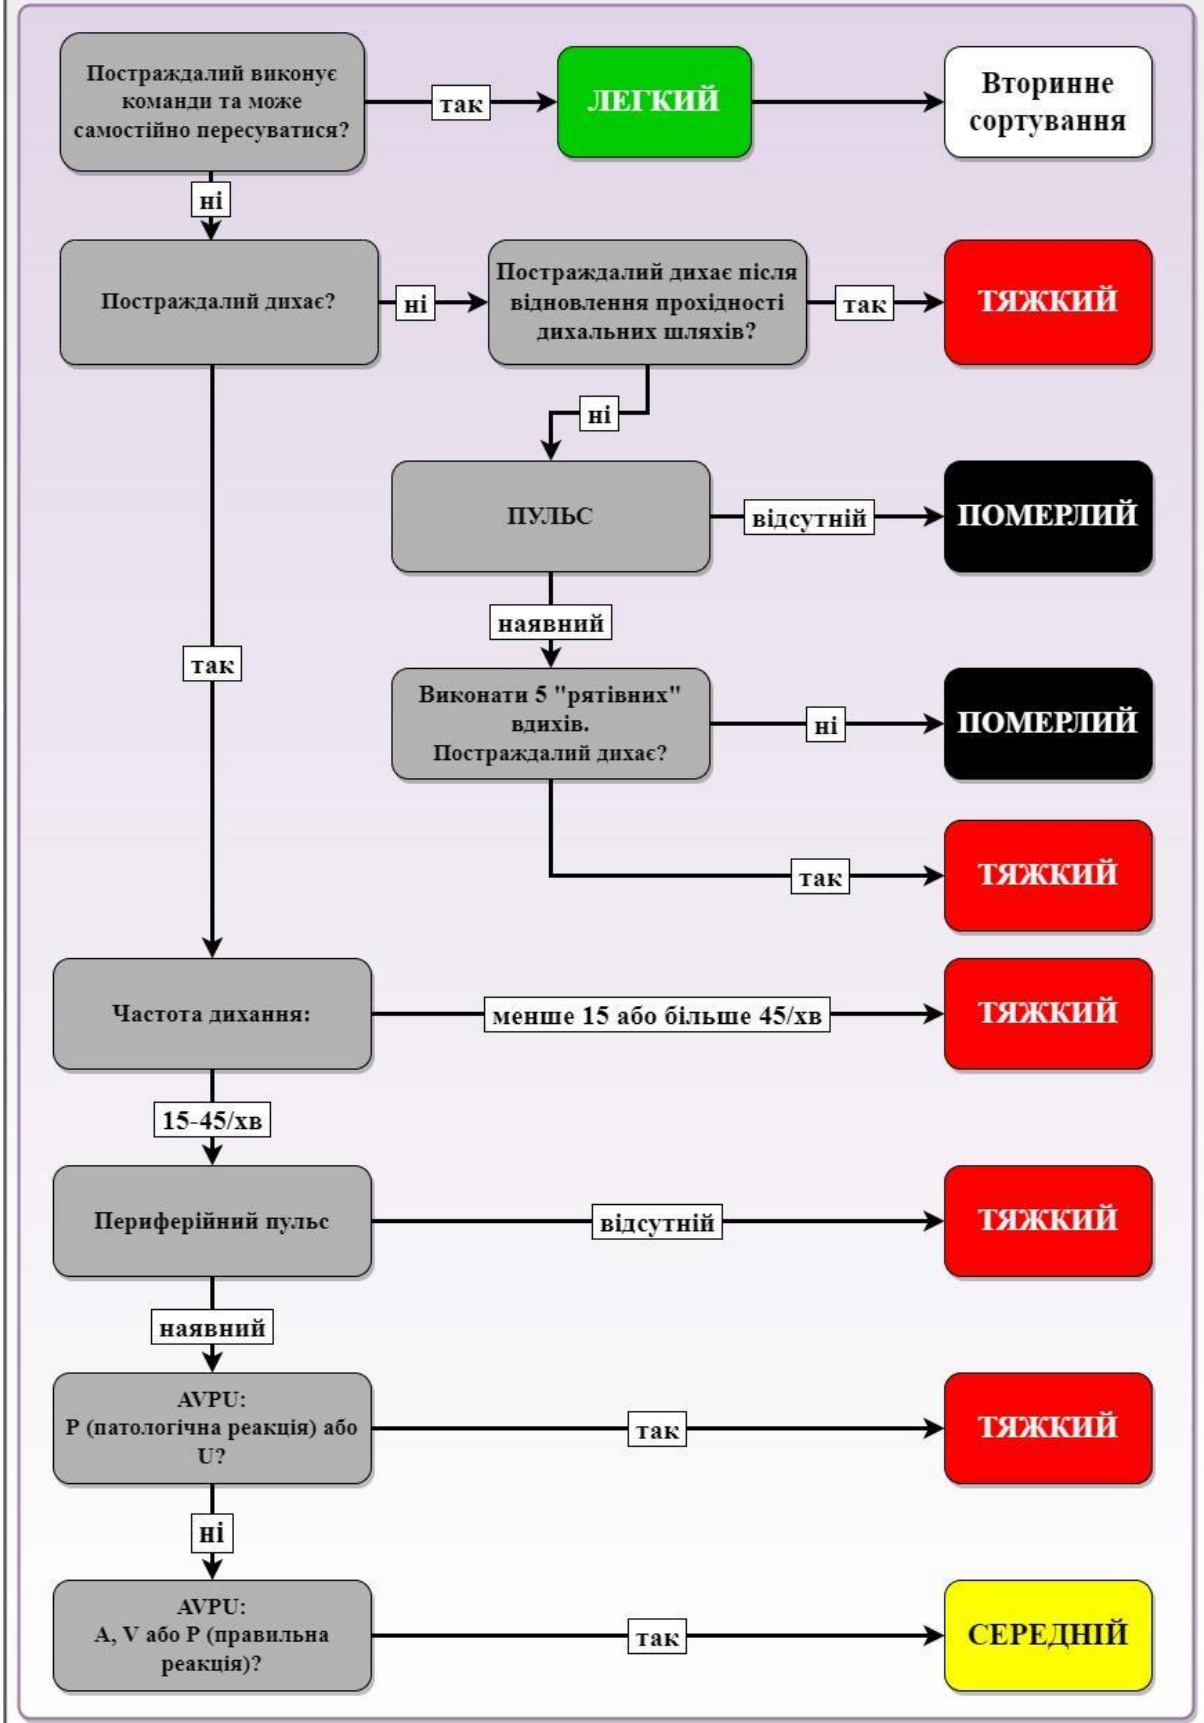 Постраждалий виконує
команди та може
самостійно пересуватися?
так
ЛЕГКИЙ
Вторинне
сортування
ні
Постраждалий дихає?
ні
Постраждалий дихає після
відновлення прохідності
дихальних шляхів?
так
ТЯЖКИЙ
ні
ПУЛЬС
відсутній
ПОМЕРЛИЙ
наявний
так
Виконати 5 "рятівних"
вдихів.
Постраждалий дихає?
ні
ПОМЕРЛИЙ
так
ТЯЖКИЙ
Частота дихання:
менше 15 або більше 45/хв
ТЯЖКИЙ
15-45/хв
Периферійний пульс
відсутній
ТЯЖКИЙ
наявний
AVPU:
P (патологічна реакція) або
U?
так
ТЯЖКИЙ
ні
AVPU:
A, V або P (правильна
реакція)?
так
СЕРЕДНІЙ